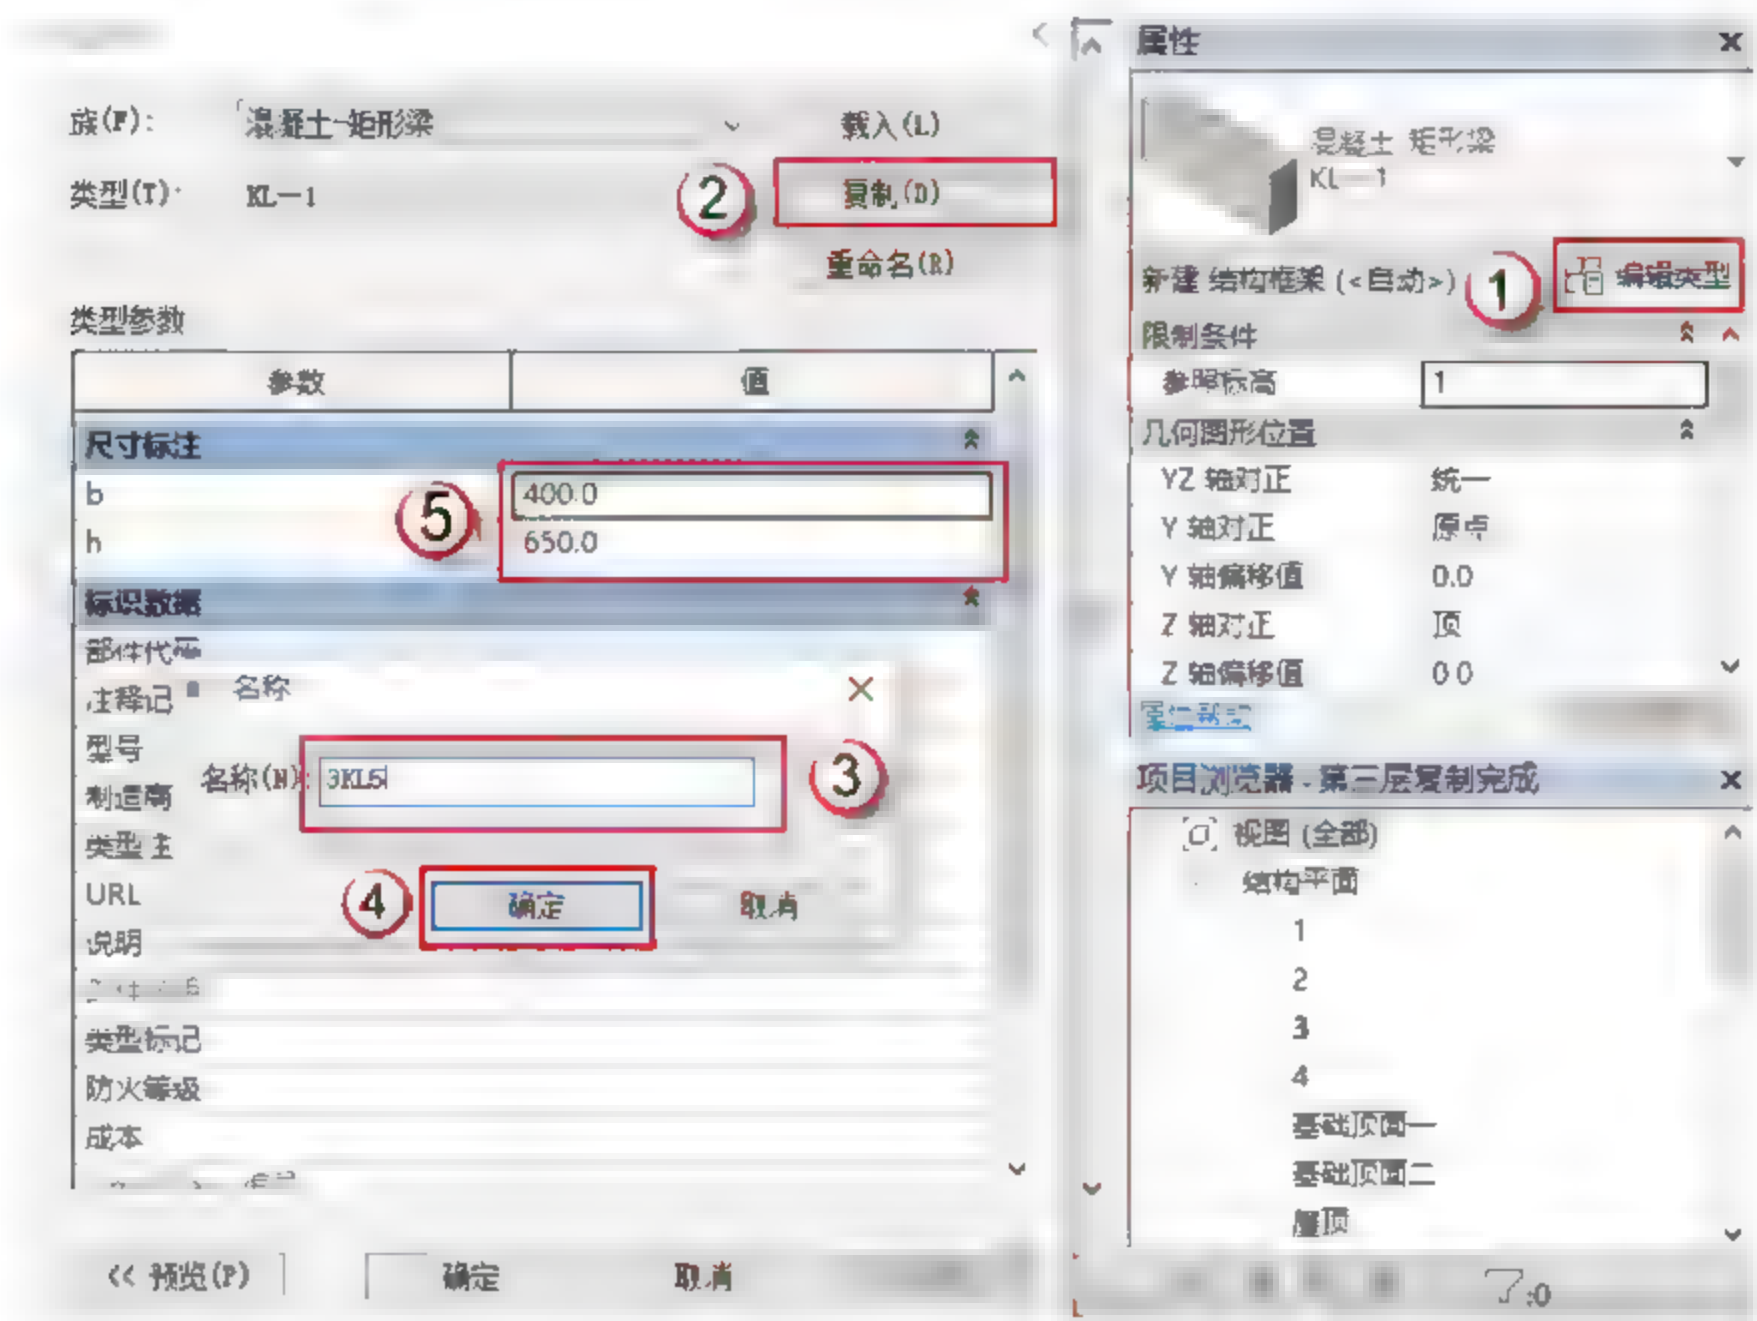 族(F): 混凝土-矩形梁 载入(L)
类型(T): KL-1 ② 复制(D)
重命名(R)
类型参数
参数 值
尺寸标注
b 400.0
⑤
h 650.0
标识数据
部件代码
注释记
型号
制造商
类型主
URL
说明
类型标记
防火等级
成本
名称
名称(N): 3KL5 ③
④ 确定 取消
<< 预览(P) 确定 取消
属性
混凝土 矩形梁
KL-1
新建 结构框架 (<自动>) ① 编辑类型
限制条件
参照标高 1
几何图形位置
YZ 轴对正 统一
Y 轴对正 原点
Y 轴偏移值 0.0
Z 轴对正 顶
Z 轴偏移值 0.0
项目浏览器 - 第三层复制完成
视图 (全部)
结构平面
1
2
3
4
基础顶面一
基础顶面二
屋顶
:0